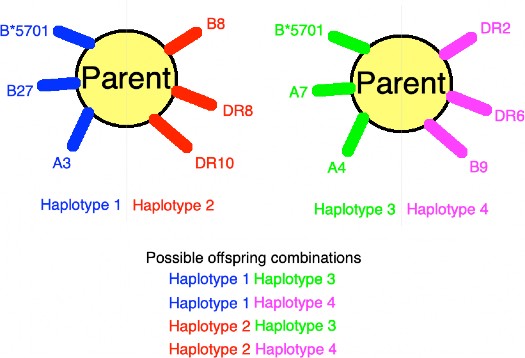 B*5701
B8
B27
Parent
DR8
A3
DR10
Haplotype 1 Haplotype 2
B*5701
DR2
A7
Parent
DR6
A4
B9
Haplotype 3 Haplotype 4
Possible offspring combinations
Haplotype 1 Haplotype 3
Haplotype 1 Haplotype 4
Haplotype 2 Haplotype 3
Haplotype 2 Haplotype 4